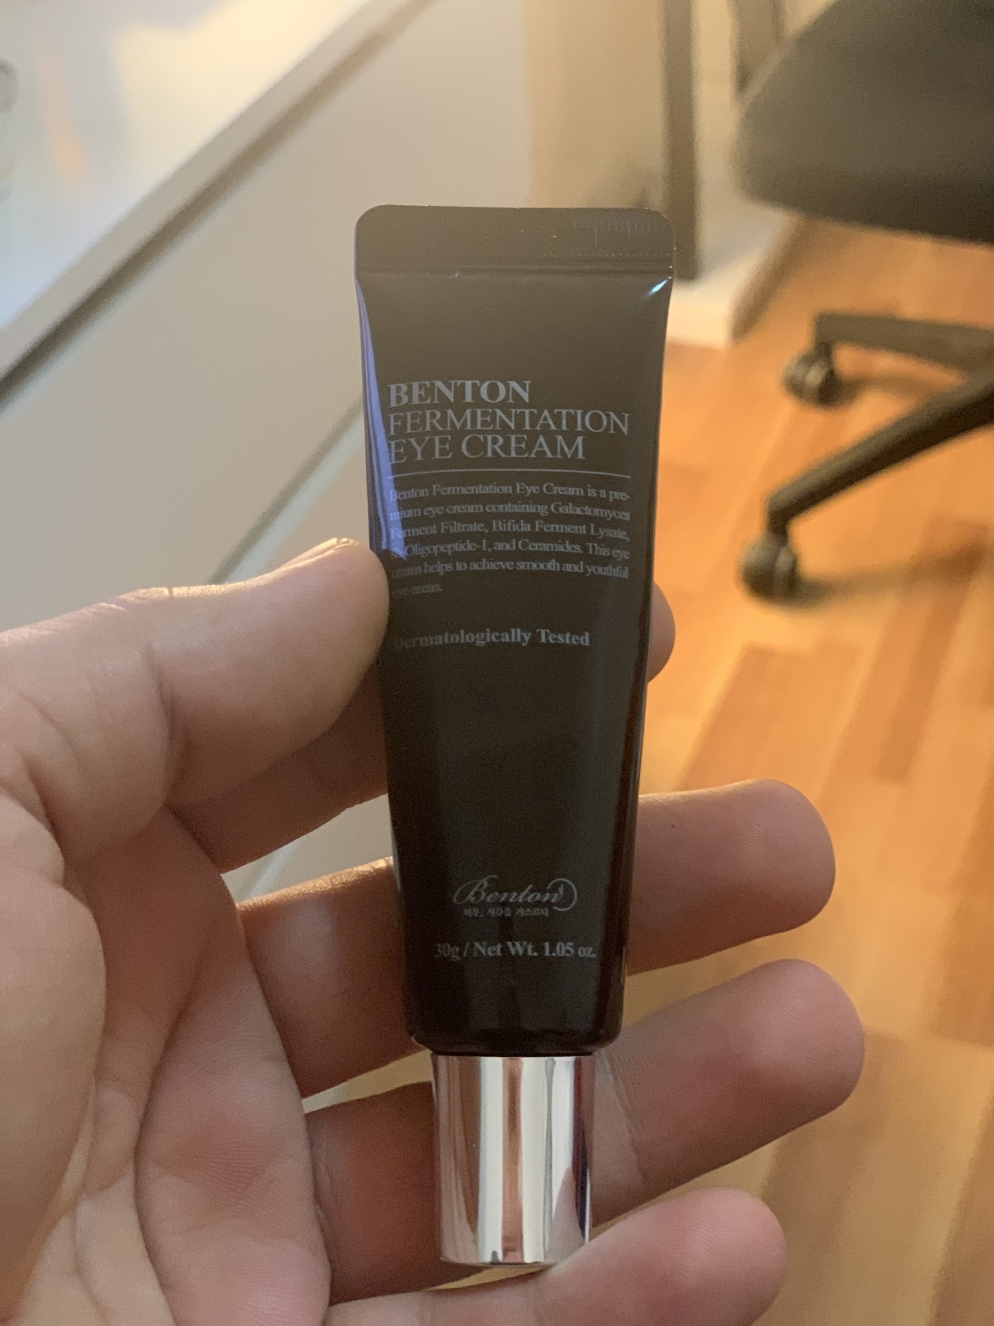 BENTON
FERMENTATION
EYE CREAM
Benton Fermentation Eye Cream is a pre-
mium eye cream containing Galactomyces
Ferment Filtrate, Bifida Ferment Lysate,
sh-Oligopeptide-1, and Ceramides. This eye
cream helps to achieve smooth and youthful
eye areas.
Dermatologically Tested
Benton
30g / Net Wt. 1.05 oz.